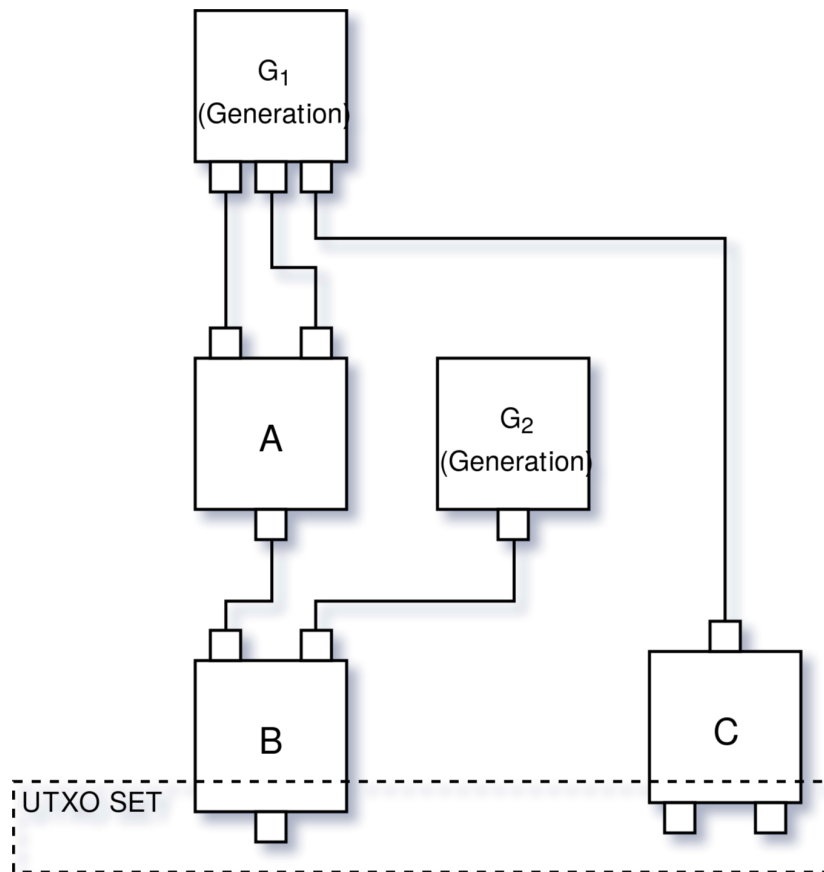 G₁
(Generation)
A
G₂
(Generation)
B
C
UTXO SET